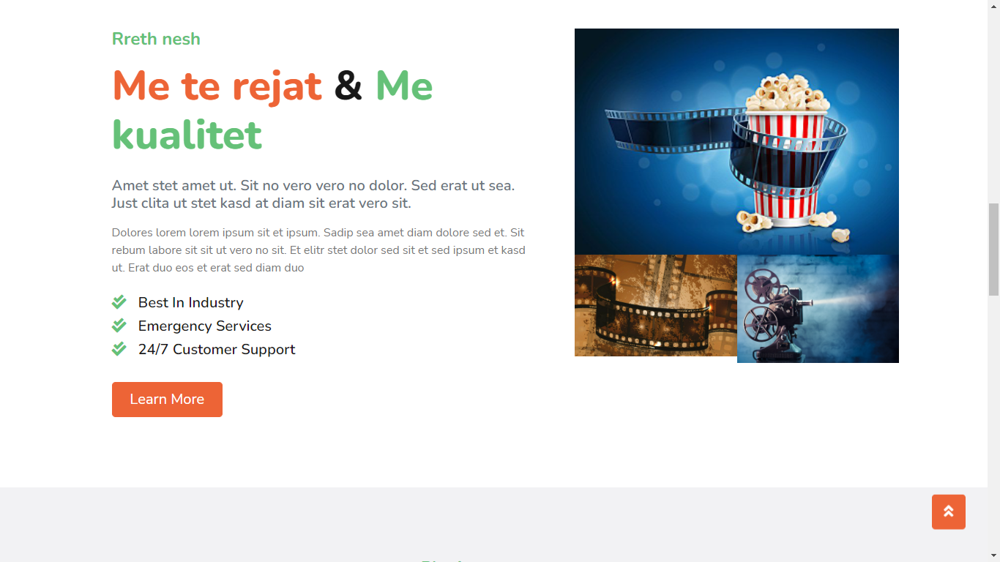 Rreth nesh
Me te rejat & Me
kualitet
Amet stet amet ut. Sit no vero vero no dolor. Sed erat ut sea.
Just clita ut stet kasd at diam sit erat vero sit.
Dolores lorem lorem ipsum sit et ipsum. Sadip sea amet diam dolore sed et. Sit
rebum labore sit sit ut vero no sit. Et elitr stet dolor sed sit et sed ipsum et kasd
ut. Erat duo eos et erat sed diam duo
Best In Industry
Emergency Services
24/7 Customer Support
Learn More